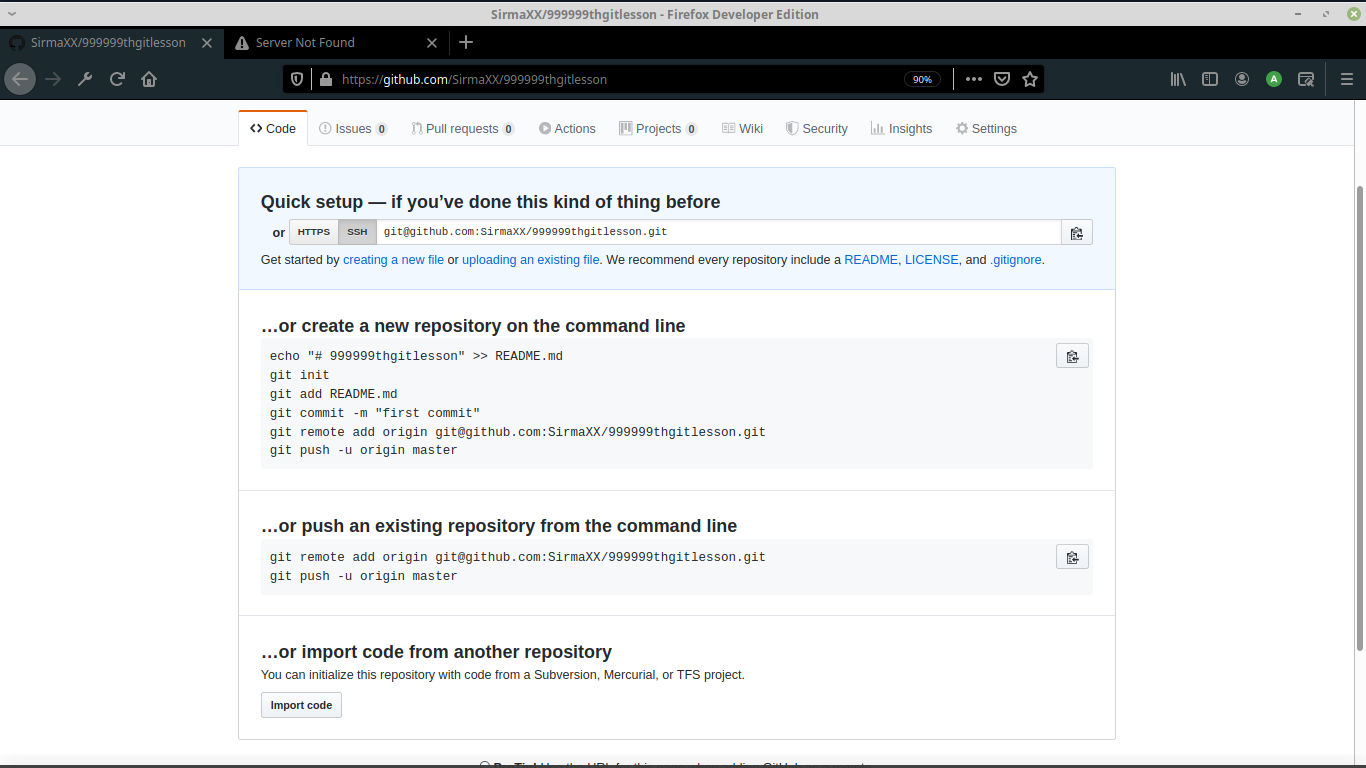 SirmaXX/999999thgitlesson - Firefox Developer Edition
SirmaXX/999999thgitlesson Server Not Found
https://github.com/SirmaXX/999999thgitlesson 90% A
Code Issues 0 Pull requests 0 Actions Projects 0 Wiki Security Insights Settings
Quick setup — if you’ve done this kind of thing before
or HTTPS SSH git@github.com:SirmaXX/999999thgitlesson.git
Get started by creating a new file or uploading an existing file. We recommend every repository include a README, LICENSE, and .gitignore.
…or create a new repository on the command line
echo "# 999999thgitlesson" >> README.md
git init
git add README.md
git commit -m "first commit"
git remote add origin git@github.com:SirmaXX/999999thgitlesson.git
git push -u origin master
…or push an existing repository from the command line
git remote add origin git@github.com:SirmaXX/999999thgitlesson.git
git push -u origin master
…or import code from another repository
You can initialize this repository with code from a Subversion, Mercurial, or TFS project.
Import code